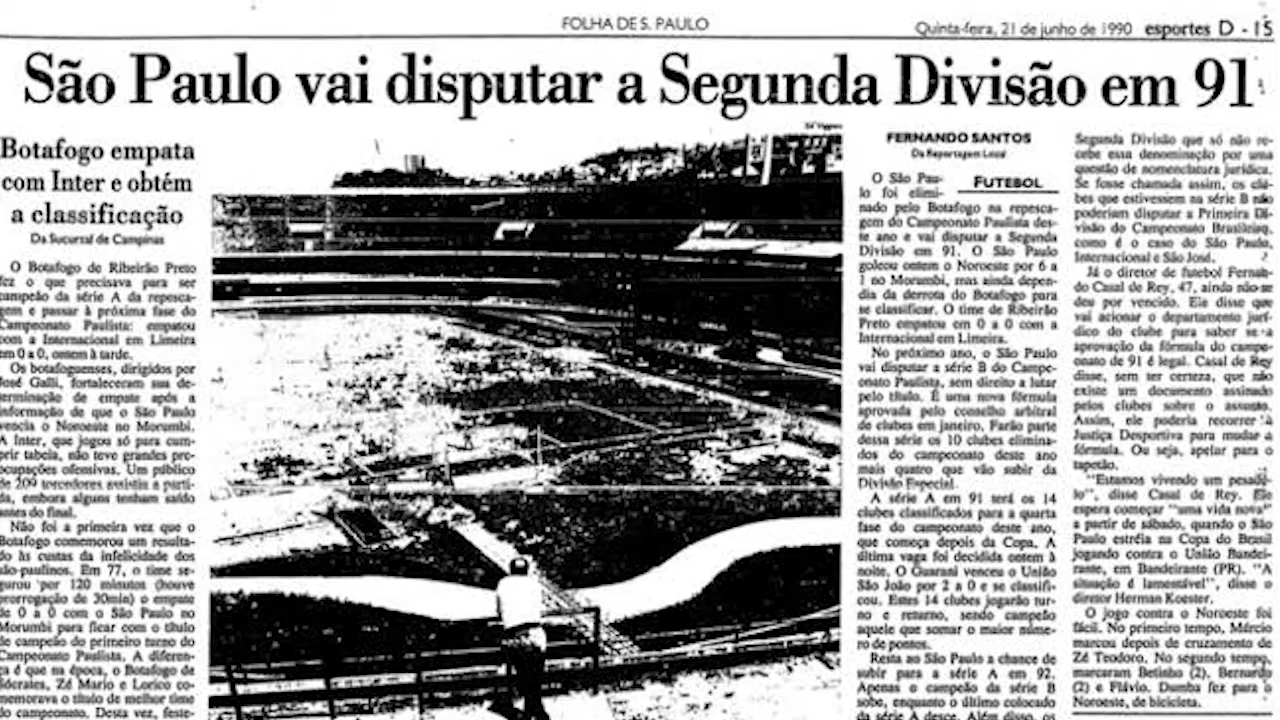 FOLHA DE S. PAULO
Quinta-feira, 21 de junho de 1990 esportes D - 15
São Paulo vai disputar a Segunda Divisão em 91
Botafogo empata
com Inter e obtém
a classificação
Da Sucursal de Campinas
O Botafogo de Ribeirão Preto
fez o que precisava para ser
campeão da série A da repesca-
gem e passar à próxima fase do
Campeonato Paulista: empatou
com a Internacional em Limeira
em 0 a 0, ontem à tarde.
Os botafoguenses, dirigidos por
José Galli, fortaleceram sua de-
terminação de empate após a
informação de que o São Paulo
vencia o Noroeste no Morumbi.
A Inter, que jogou só para cum-
prir tabela, não teve grandes pre-
ocupações ofensivas. Um público
de 209 torcedores assistiu a parti-
da, embora alguns tenham saído
antes do final.
Não foi a primeira vez que o
Botafogo comemorou um resulta-
do às custas da infelicidade dos
são-paulinos. Em 77, o time se-
gurou por 120 minutos (houve
prorrogação de 30min) o empate
de 0 a 0 com o São Paulo no
Morumbi para ficar com o título
de campeão do primeiro turno do
Campeonato Paulista. A diferen-
ça é que na época, o Botafogo de
Sócrates, Zé Mario e Lorico co-
memorava o título de melhor time
do campeonato. Desta vez, feste-
FERNANDO SANTOS
Da Reportagem Local
FUTEBOL
O São Pau-
lo foi elimi-
nado pelo Botafogo na repesca-
gem do Campeonato Paulista des-
te ano e vai disputar a Segunda
Divisão em 91. O São Paulo
goleou ontem o Noroeste por 6 a
1 no Morumbi, mas ainda depen-
dia da derrota do Botafogo para
se classificar. O time de Ribeirão
Preto empatou em 0 a 0 com a
Internacional em Limeira.
No próximo ano, o São Paulo
vai disputar a série B do Campe-
onato Paulista, sem direito a lutar
pelo título. É uma nova fórmula
aprovada pelo conselho arbitral
de clubes em janeiro. Farão parte
dessa série os 10 clubes elimina-
dos do campeonato deste ano
mais quatro que vão subir da
Divisão Especial.
A série A em 91 terá os 14
clubes classificados para a quarta
fase do campeonato deste ano,
que começa depois da Copa. A
última vaga foi decidida ontem à
noite. O Guarani venceu o União
São João por 2 a 0 e se classifi-
cou. Estes 14 clubes jogarão tur-
no e returno, sendo campeão
aquele que somar o maior núme-
ro de pontos.
Resta ao São Paulo a chance de
subir para a série A em 92.
Apenas o campeão da série B
sobe, enquanto o último colocado
da série A desce. Além disso, os
Segunda Divisão que só não re-
cebe essa denominação por uma
questão de nomenclatura jurídica.
Se fosse chamada assim, os clu-
bes que estivessem na série B não
poderiam disputar a Primeira Di-
visão do Campeonato Brasileiro,
como é o caso do São Paulo,
Internacional e São José.
Já o diretor de futebol Fernan-
do Casal de Rey, 47, ainda não se
deu por vencido. Ele disse que
vai acionar o departamento jurí-
dico do clube para saber se a
aprovação da fórmula do campe-
onato de 91 é legal. Casal de Rey
disse, sem ter certeza, que não
existe um documento assinado
pelos clubes sobre o assunto.
Assim, ele poderia recorrer à
Justiça Desportiva para mudar a
fórmula. Ou seja, apelar para o
tapetão.
"Estamos vivendo um pesade-
lo", disse Casal de Rey. Ele
espera começar "uma vida nova"
a partir de sábado, quando o São
Paulo estréia na Copa do Brasil
jogando contra o União Bandei-
rante, em Bandeirante (PR). "A
situação é lamentável", disse o
diretor Herman Koester.
O jogo contra o Noroeste foi
fácil. No primeiro tempo, Márcio
marcou depois de cruzamento de
Zé Teodoro. No segundo tempo,
marcaram Betinho (2), Bernardo
(2) e Flávio. Dumba fez para o
Noroeste, de bicicleta.